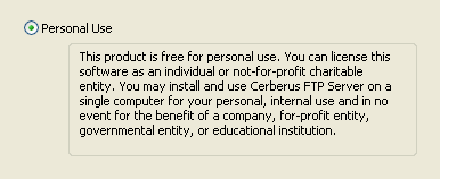 Personal Use
This product is free for personal use. You can license this
software as an individual or not-for-profit charitable
entity. You may install and use Cerberus FTP Server on a
single computer for your personal, internal use and in no
event for the benefit of a company, for-profit entity,
governmental entity, or educational institution.